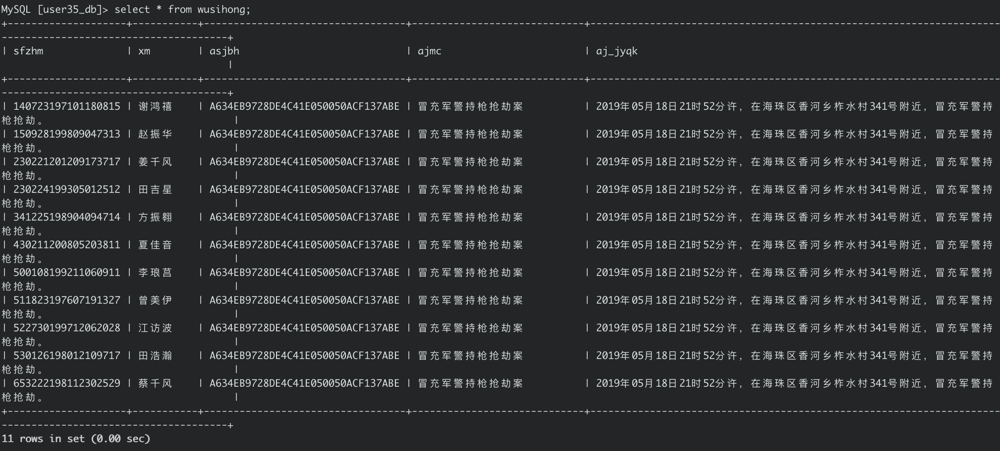 MySQL [user35_db]> select * from wusihong;
+--------------------+-----------+----------------------------------+-----------------------------+---------------------------------------------------------------------
--------------------------------------+
| sfzhm | xm | asjbh | ajmc | aj_jyqk
|
+--------------------+-----------+----------------------------------+-----------------------------+---------------------------------------------------------------------
--------------------------------------+
| 140723197101180815 | 谢鸿禧 | A634EB9728DE4C41E050050ACF137ABE | 冒充军警持枪抢劫案 | 2019年05月18日21时52分许，在海珠区香河乡柞水村341号附近，冒充军警持
枪抢劫。 |
| 150928199809047313 | 赵振华 | A634EB9728DE4C41E050050ACF137ABE | 冒充军警持枪抢劫案 | 2019年05月18日21时52分许，在海珠区香河乡柞水村341号附近，冒充军警持
枪抢劫。 |
| 230221201209173717 | 姜千风 | A634EB9728DE4C41E050050ACF137ABE | 冒充军警持枪抢劫案 | 2019年05月18日21时52分许，在海珠区香河乡柞水村341号附近，冒充军警持
枪抢劫。 |
| 230224199305012512 | 田吉星 | A634EB9728DE4C41E050050ACF137ABE | 冒充军警持枪抢劫案 | 2019年05月18日21时52分许，在海珠区香河乡柞水村341号附近，冒充军警持
枪抢劫。 |
| 341225198904094714 | 方振翱 | A634EB9728DE4C41E050050ACF137ABE | 冒充军警持枪抢劫案 | 2019年05月18日21时52分许，在海珠区香河乡柞水村341号附近，冒充军警持
枪抢劫。 |
| 430211200805203811 | 夏佳音 | A634EB9728DE4C41E050050ACF137ABE | 冒充军警持枪抢劫案 | 2019年05月18日21时52分许，在海珠区香河乡柞水村341号附近，冒充军警持
枪抢劫。 |
| 500108199211060911 | 李琅莒 | A634EB9728DE4C41E050050ACF137ABE | 冒充军警持枪抢劫案 | 2019年05月18日21时52分许，在海珠区香河乡柞水村341号附近，冒充军警持
枪抢劫。 |
| 511823197607191327 | 曾美伊 | A634EB9728DE4C41E050050ACF137ABE | 冒充军警持枪抢劫案 | 2019年05月18日21时52分许，在海珠区香河乡柞水村341号附近，冒充军警持
枪抢劫。 |
| 522730199712062028 | 江访波 | A634EB9728DE4C41E050050ACF137ABE | 冒充军警持枪抢劫案 | 2019年05月18日21时52分许，在海珠区香河乡柞水村341号附近，冒充军警持
枪抢劫。 |
| 530126198012109717 | 田浩瀚 | A634EB9728DE4C41E050050ACF137ABE | 冒充军警持枪抢劫案 | 2019年05月18日21时52分许，在海珠区香河乡柞水村341号附近，冒充军警持
枪抢劫。 |
| 653222198112302529 | 蔡千风 | A634EB9728DE4C41E050050ACF137ABE | 冒充军警持枪抢劫案 | 2019年05月18日21时52分许，在海珠区香河乡柞水村341号附近，冒充军警持
枪抢劫。 |
+--------------------+-----------+----------------------------------+-----------------------------+---------------------------------------------------------------------
--------------------------------------+
11 rows in set (0.00 sec)